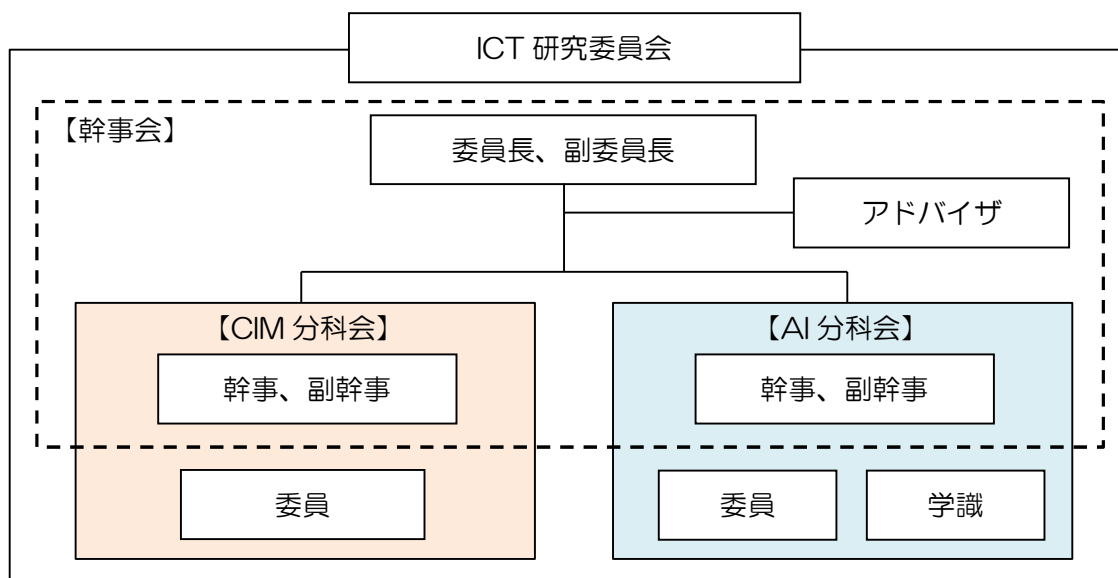 ICT 研究委員会
【幹事会】
委員長、副委員長
アドバイザ
【CIM 分科会】
幹事、副幹事
委員
【AI 分科会】
幹事、副幹事
委員
学識